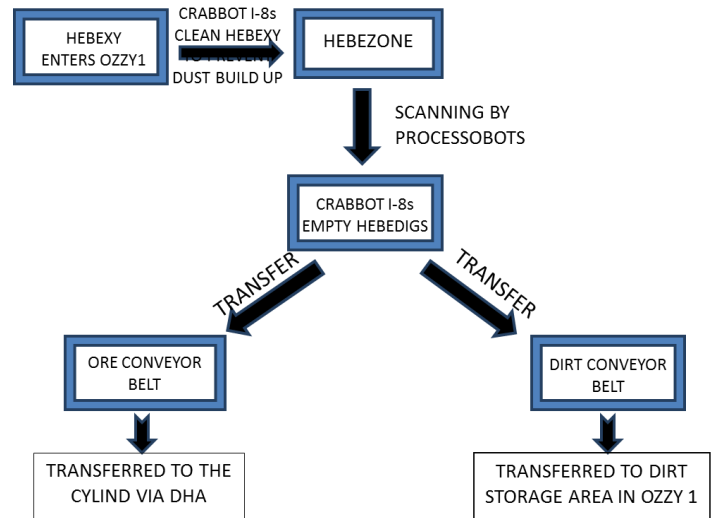 HEBEXY
ENTERS OZZY1
CRABBOT I-8s
CLEAN HEBEXY
TO PREVENT
DUST BUILD UP
HEBEZONE
SCANNING BY
PROCESSOBOTS
CRABBOT I-8s
EMPTY HEBEDIGS
TRANSFER
TRANSFER
ORE CONVEYOR
BELT
DIRT CONVEYOR
BELT
TRANSFERRED TO THE
CYLIND VIA DHA
TRANSFERRED TO DIRT
STORAGE AREA IN OZZY 1